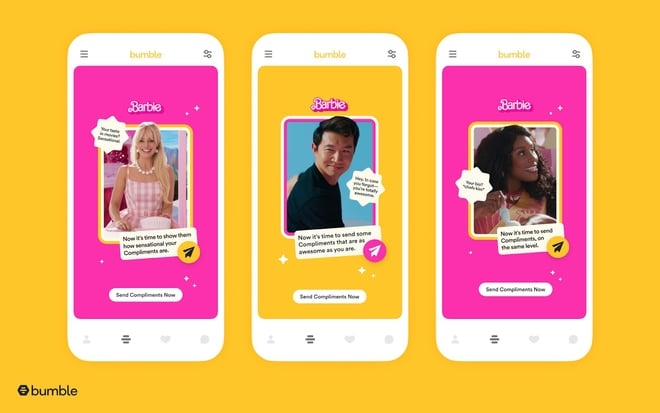 bumble
Barbie
Your taste
in movies?
Sensational.
Now it's time to show them
how sensational your
Compliments are.
Send Compliments Now
bumble
Barbie
Hey. In case
you forgot—
you're totally
awesome.
Now it's time to send some
Compliments that are as
awesome as you are.
Send Compliments Now
bumble
Barbie
Your bio?
*chefs kiss*
Now it's time to send
Compliments, on
the same level.
Send Compliments Now
bumble